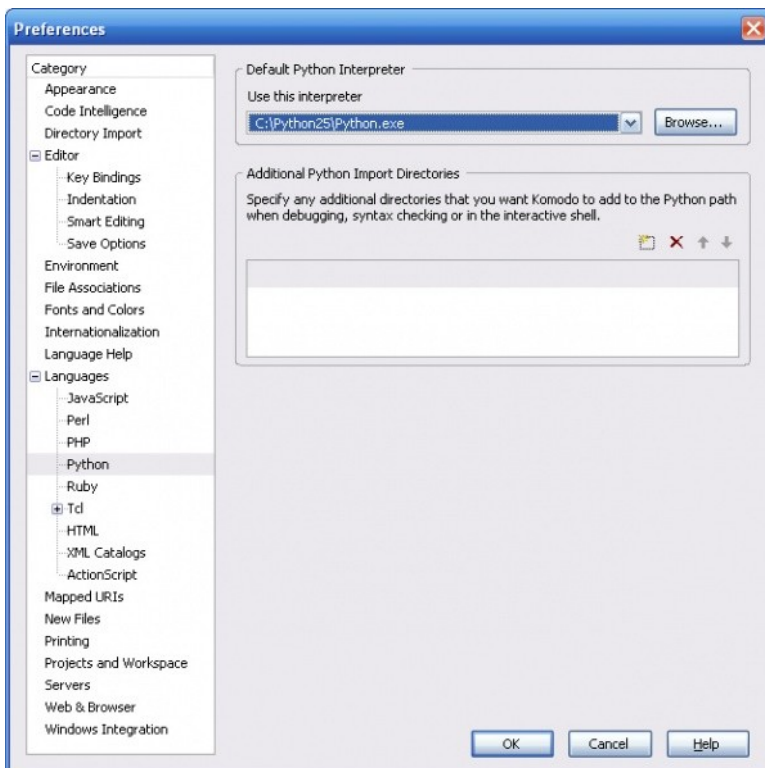 Preferences
Category
Appearance
Code Intelligence
Directory Import
Editor
Key Bindings
Indentation
Smart Editing
Save Options
Environment
File Associations
Fonts and Colors
Internationalization
Language Help
Languages
JavaScript
Perl
PHP
Python
Ruby
Tcl
HTML
XML Catalogs
ActionScript
Mapped URIs
New Files
Printing
Projects and Workspace
Servers
Web & Browser
Windows Integration
Default Python Interpreter
Use this interpreter
C:\Python25\Python.exe
Browse...
Additional Python Import Directories
Specify any additional directories that you want Komodo to add to the Python path
when debugging, syntax checking or in the interactive shell.
OK
Cancel
Help